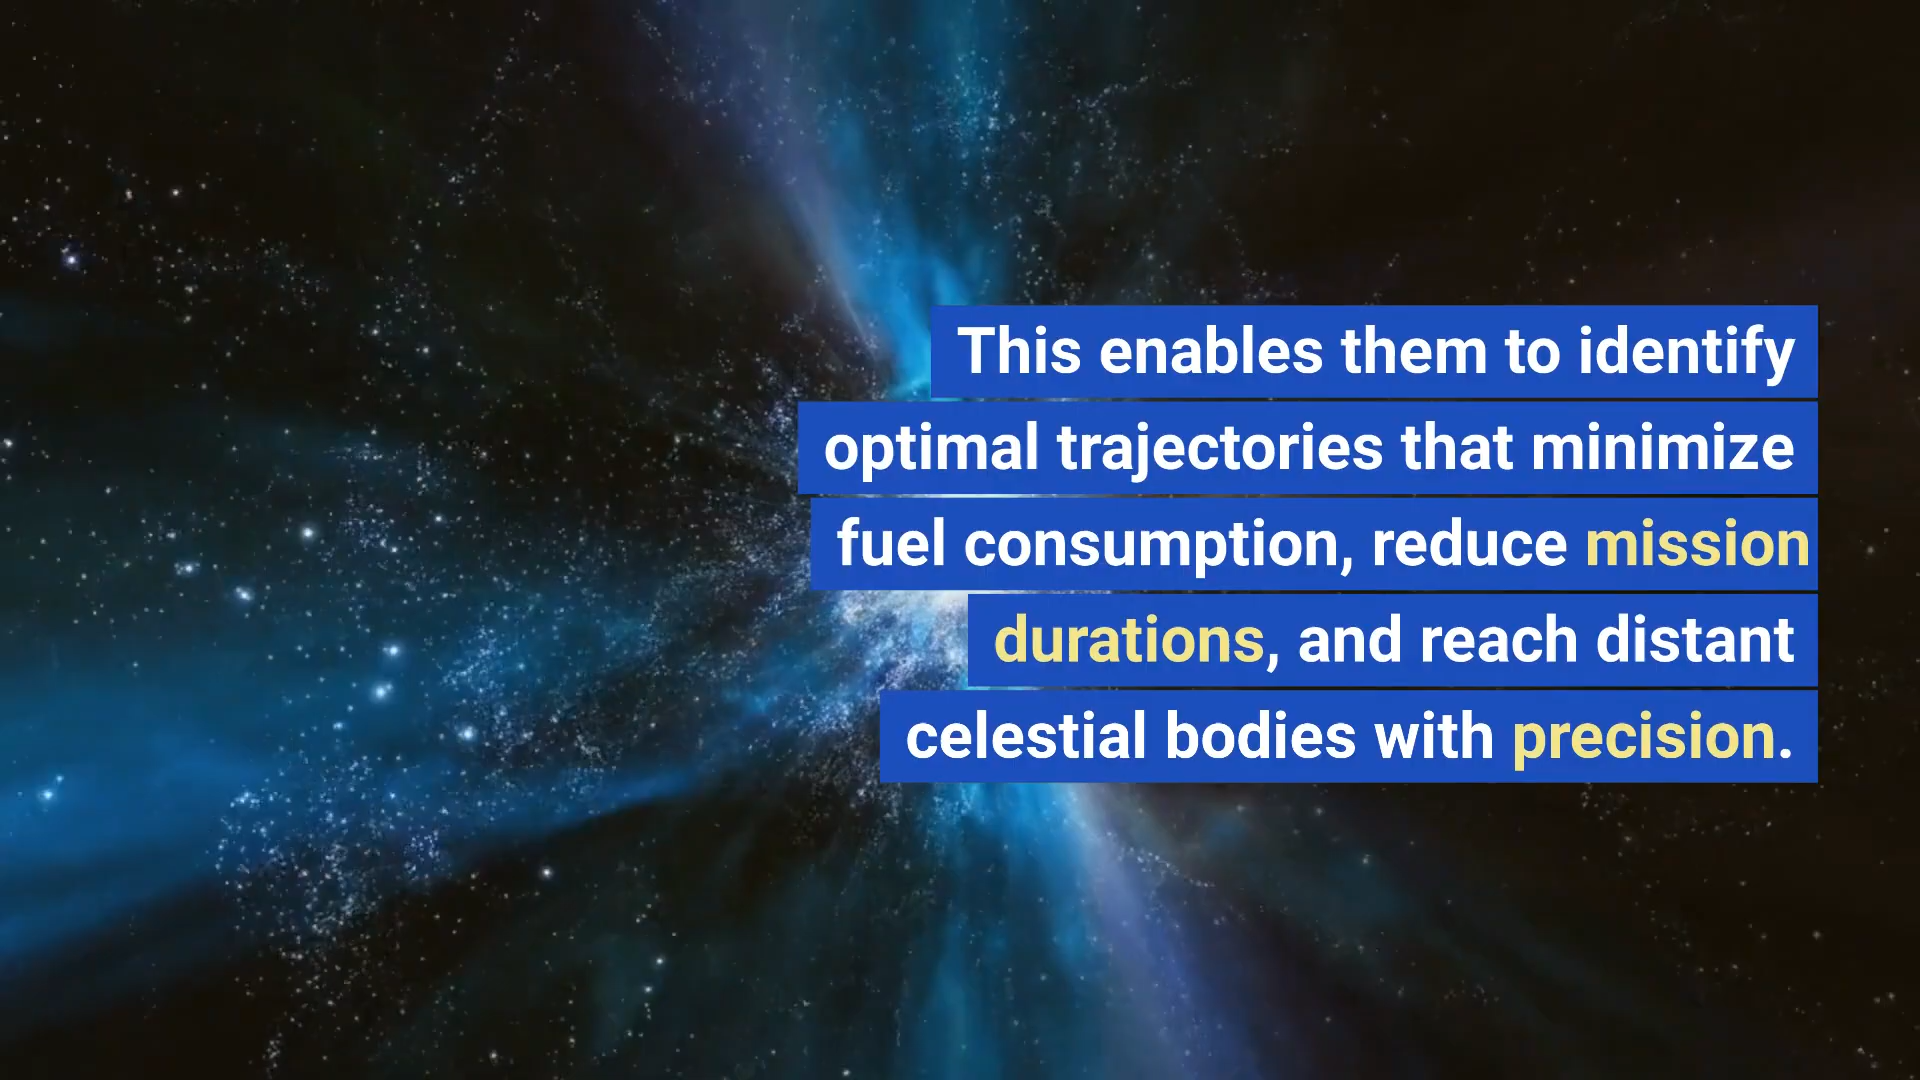 This enables them to identify
optimal trajectories that minimize
fuel consumption, reduce mission
durations, and reach distant
celestial bodies with precision.